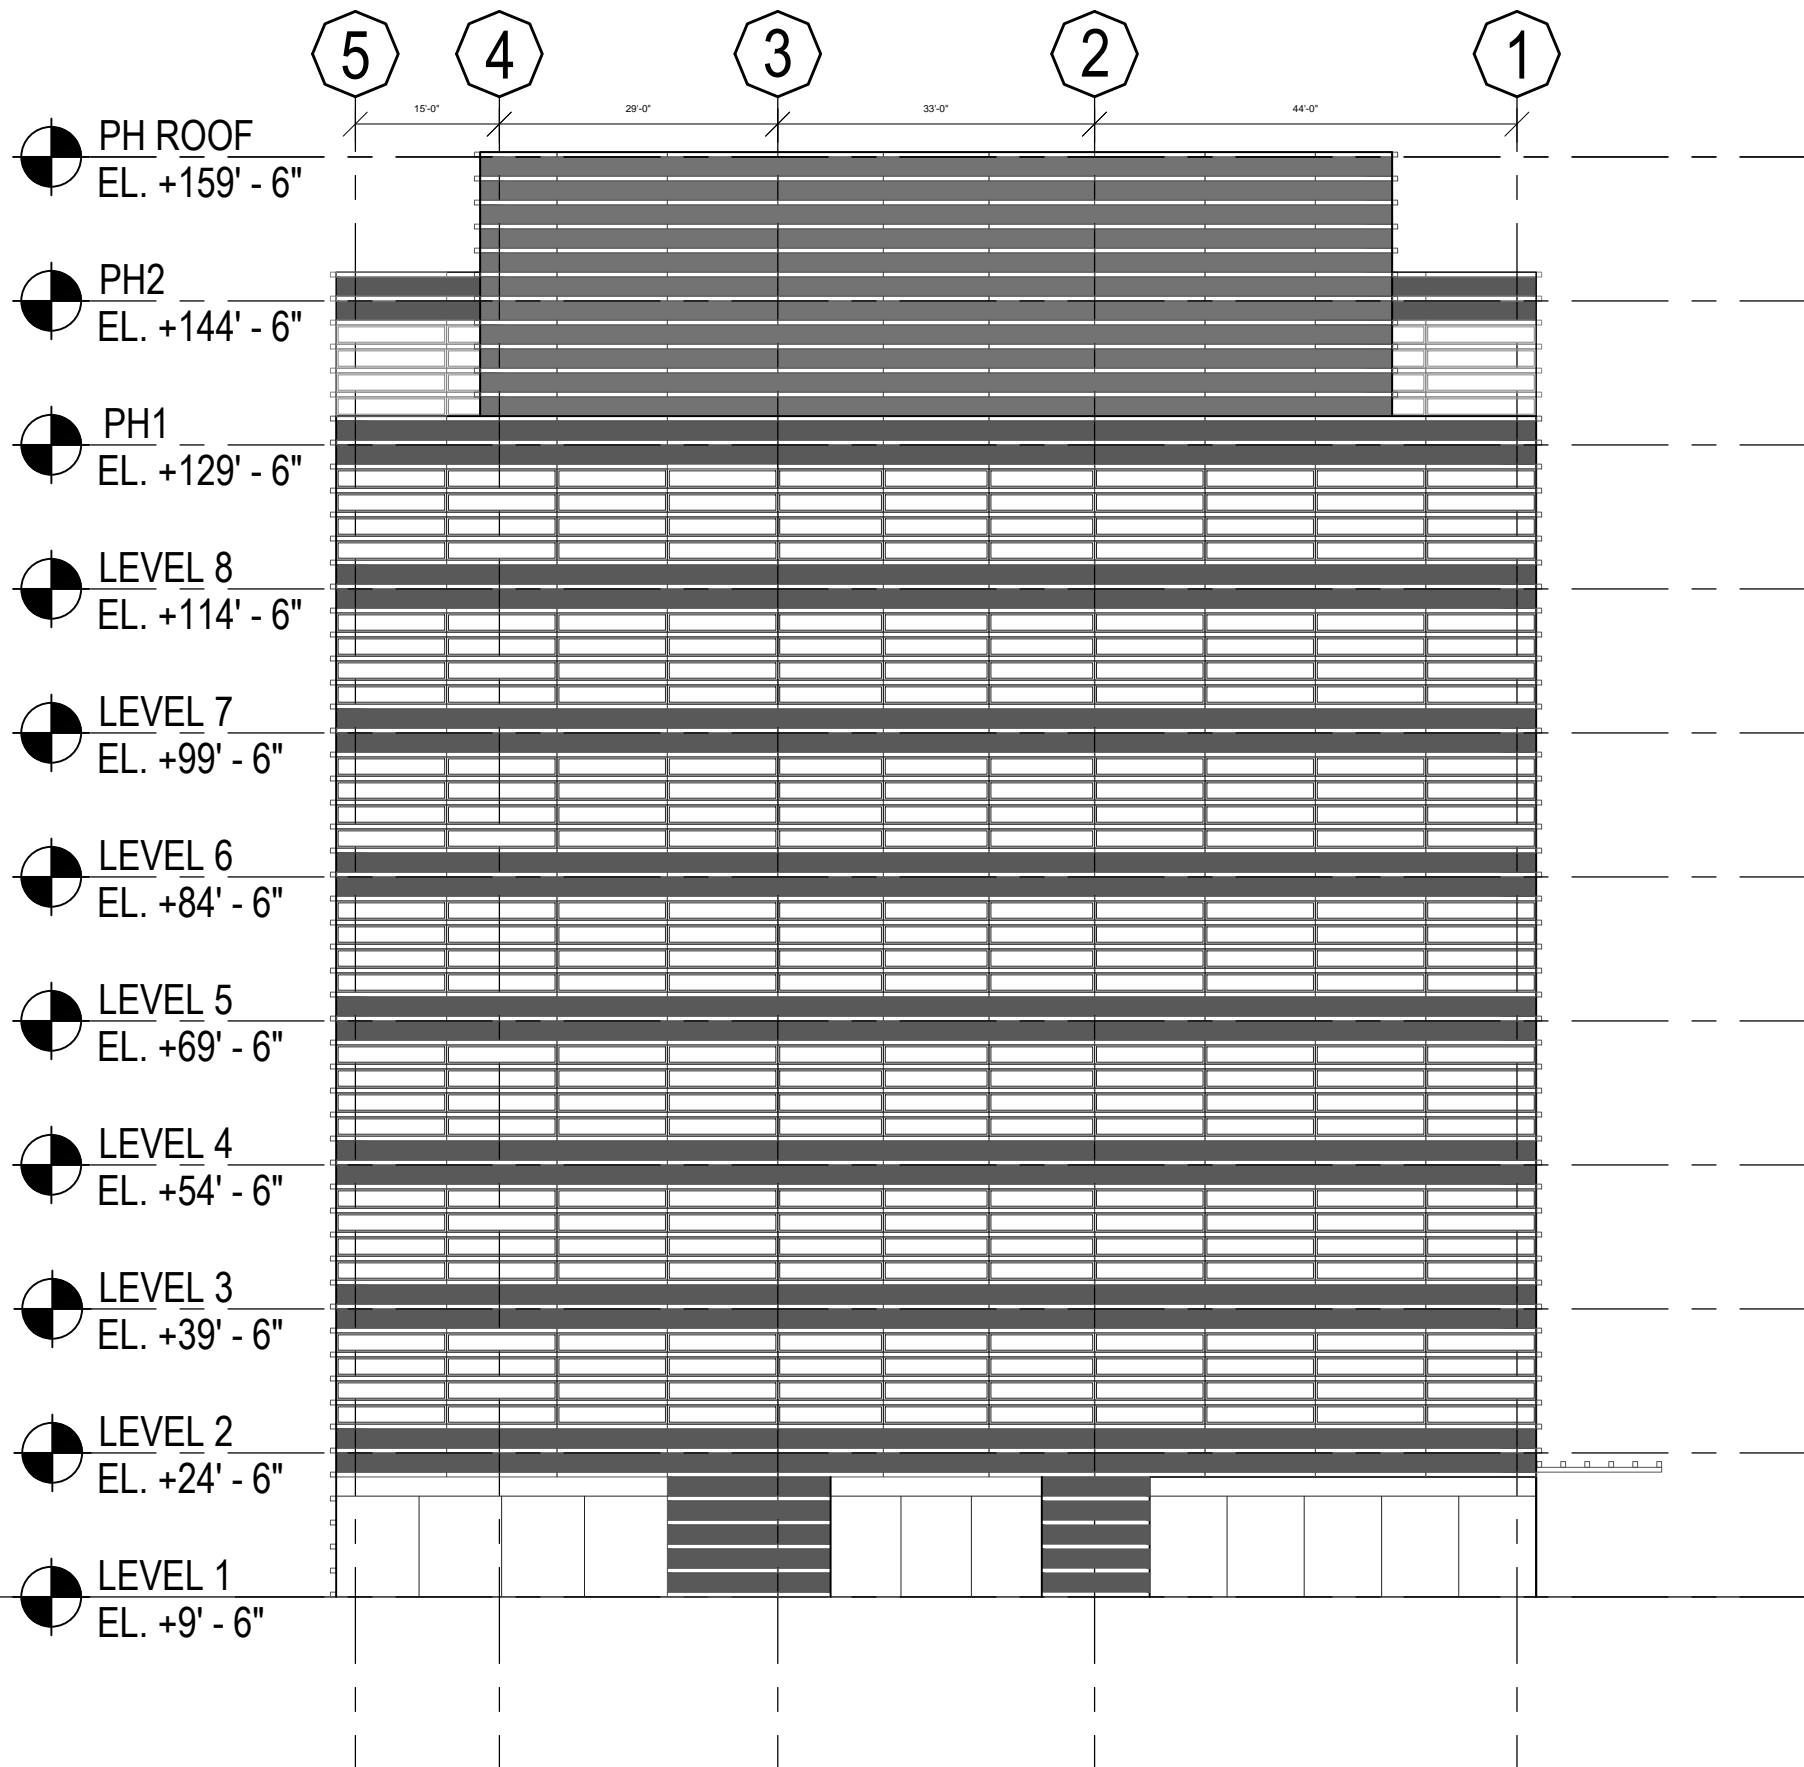 5 4 3 2 1
15'-0" 29'-0" 33'-0" 44'-0"
PH ROOF
EL. +159' - 6"
PH2
EL. +144' - 6"
PH1
EL. +129' - 6"
LEVEL 8
EL. +114' - 6"
LEVEL 7
EL. +99' - 6"
LEVEL 6
EL. +84' - 6"
LEVEL 5
EL. +69' - 6"
LEVEL 4
EL. +54' - 6"
LEVEL 3
EL. +39' - 6"
LEVEL 2
EL. +24' - 6"
LEVEL 1
EL. +9' - 6"